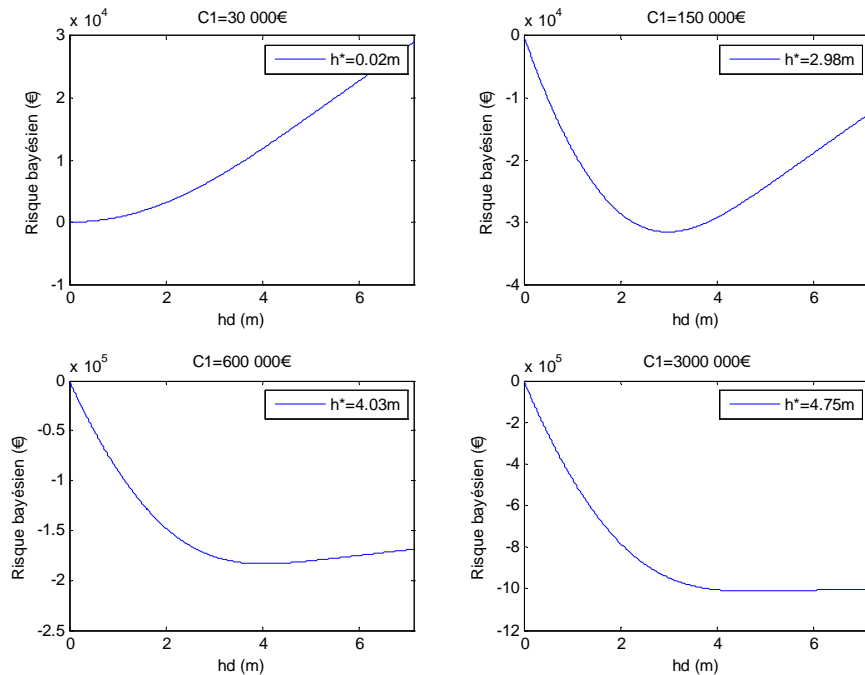 C1=30 000€
x 10^4
h*=0.02m
Risque bayésien (€)
3
2
1
0
-1
0 2 4 6
hd (m)
C1=150 000€
x 10^4
h*=2.98m
Risque bayésien (€)
0
-1
-2
-3
-4
0 2 4 6
hd (m)
C1=600 000€
x 10^5
h*=4.03m
Risque bayésien (€)
0
-0.5
-1
-1.5
-2
-2.5
0 2 4 6
hd (m)
C1=3000 000€
x 10^5
h*=4.75m
Risque bayésien (€)
0
-2
-4
-6
-8
-10
-12
0 2 4 6
hd (m)